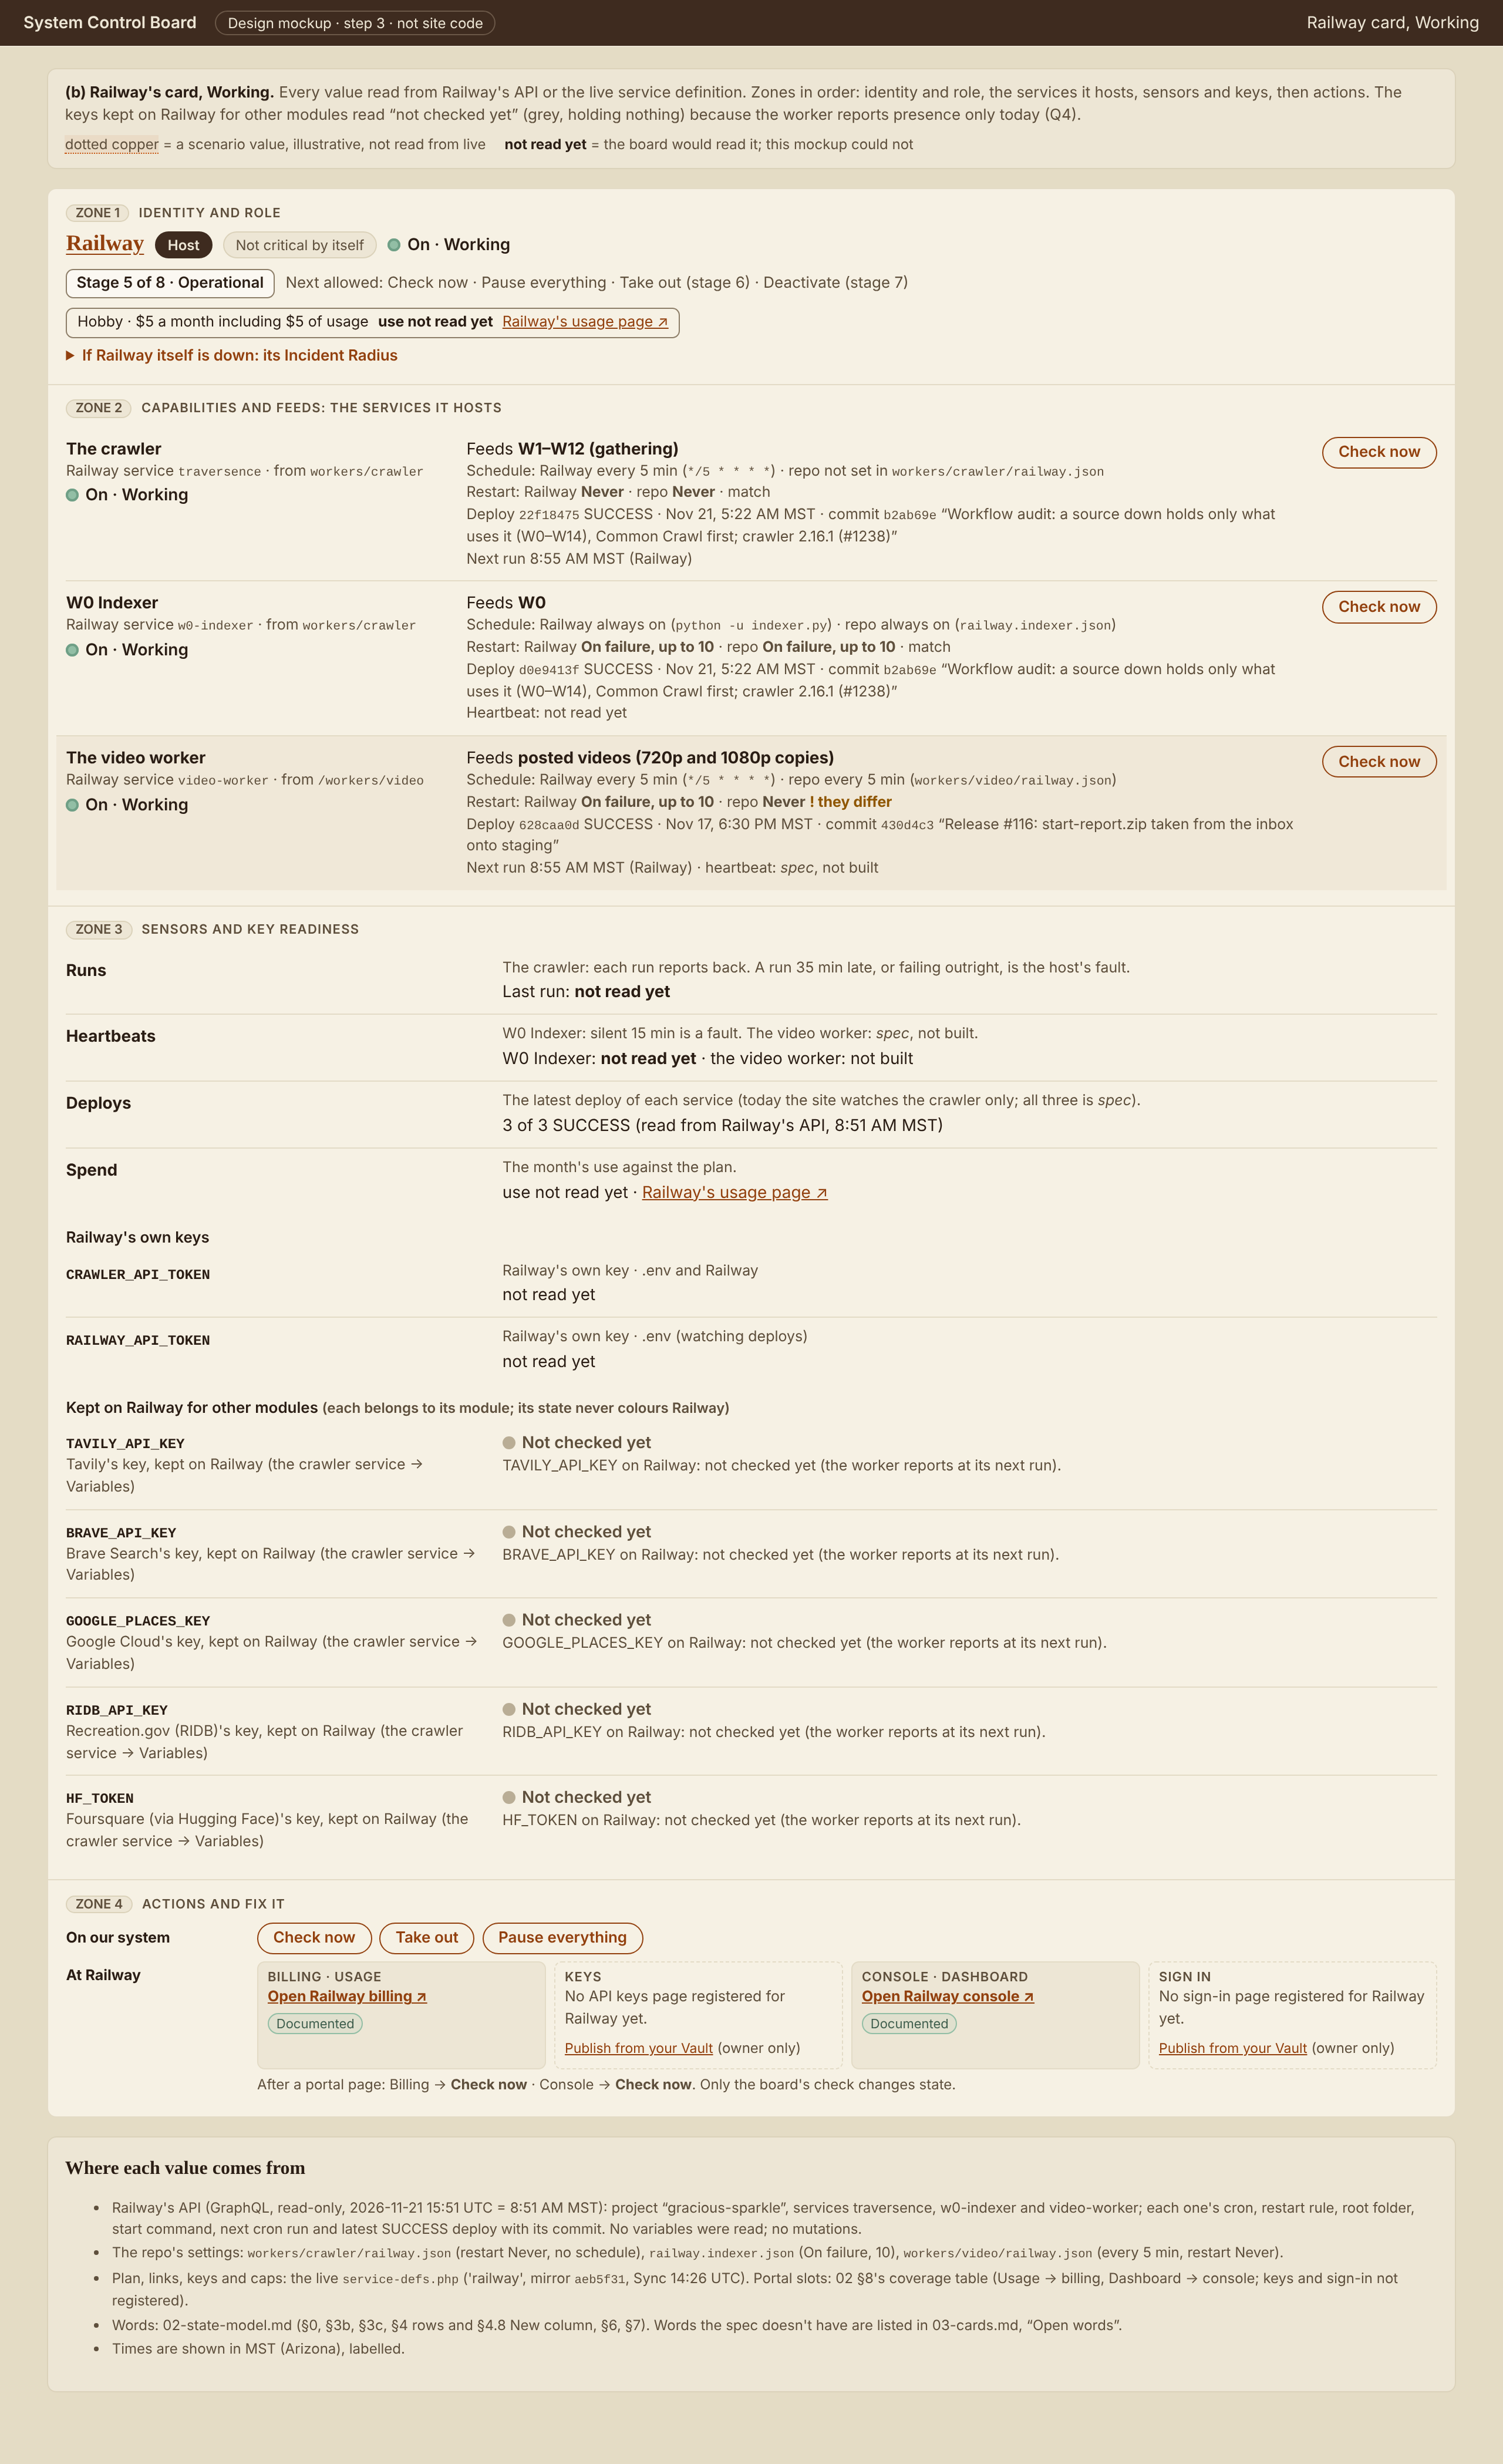 System Control Board
Design mockup · step 3 · not site code
Railway card, Working
(b) Railway's card, Working. Every value read from Railway's API or the live service definition. Zones in order: identity and role, the services it hosts, sensors and keys, then actions. The
keys kept on Railway for other modules read “not checked yet” (grey, holding nothing) because the worker reports presence only today (Q4).
dotted copper = a scenario value, illustrative, not read from live not read yet = the board would read it; this mockup could not
ZONE 1 IDENTITY AND ROLE
Railway Host Not critical by itself On · Working
Stage 5 of 8 · Operational Next allowed: Check now · Pause everything · Take out (stage 6) · Deactivate (stage 7)
Hobby · $5 a month including $5 of usage use not read yet Railway's usage page ↗
▶ If Railway itself is down: its Incident Radius
ZONE 2 CAPABILITIES AND FEEDS: THE SERVICES IT HOSTS
The crawler
Railway service traversence · from workers/crawler
On · Working
Feeds W1–W12 (gathering)
Schedule: Railway every 5 min (*/5 * * * *) · repo not set in workers/crawler/railway.json
Restart: Railway Never · repo Never · match
Deploy 22f18475 SUCCESS · Nov 21, 5:22 AM MST · commit b2ab69e “Workflow audit: a source down holds only what
uses it (W0–W14), Common Crawl first; crawler 2.16.1 (#1238)”
Next run 8:55 AM MST (Railway)
Check now
W0 Indexer
Railway service w0-indexer · from workers/crawler
On · Working
Feeds W0
Schedule: Railway always on (python -u indexer.py) · repo always on (railway.indexer.json)
Restart: Railway On failure, up to 10 · repo On failure, up to 10 · match
Deploy d0e9413f SUCCESS · Nov 21, 5:22 AM MST · commit b2ab69e “Workflow audit: a source down holds only what
uses it (W0–W14), Common Crawl first; crawler 2.16.1 (#1238)”
Heartbeat: not read yet
Check now
The video worker
Railway service video-worker · from /workers/video
On · Working
Feeds posted videos (720p and 1080p copies)
Schedule: Railway every 5 min (*/5 * * * *) · repo every 5 min (workers/video/railway.json)
Restart: Railway On failure, up to 10 · repo Never ! they differ
Deploy 628caa0d SUCCESS · Nov 17, 6:30 PM MST · commit 430d4c3 “Release #116: start-report.zip taken from the inbox
onto staging”
Next run 8:55 AM MST (Railway) · heartbeat: spec, not built
Check now
ZONE 3 SENSORS AND KEY READINESS
Runs
The crawler: each run reports back. A run 35 min late, or failing outright, is the host's fault.
Last run: not read yet
Heartbeats
W0 Indexer: silent 15 min is a fault. The video worker: spec, not built.
W0 Indexer: not read yet · the video worker: not built
Deploys
The latest deploy of each service (today the site watches the crawler only; all three is spec).
3 of 3 SUCCESS (read from Railway's API, 8:51 AM MST)
Spend
The month's use against the plan.
use not read yet · Railway's usage page ↗
Railway's own keys
CRAWLER_API_TOKEN
Railway's own key · .env and Railway
not read yet
RAILWAY_API_TOKEN
Railway's own key · .env (watching deploys)
not read yet
Kept on Railway for other modules (each belongs to its module; its state never colours Railway)
TAVILY_API_KEY
Tavily's key, kept on Railway (the crawler service →
Variables)
Not checked yet
TAVILY_API_KEY on Railway: not checked yet (the worker reports at its next run).
BRAVE_API_KEY
Brave Search's key, kept on Railway (the crawler service →
Variables)
Not checked yet
BRAVE_API_KEY on Railway: not checked yet (the worker reports at its next run).
GOOGLE_PLACES_KEY
Google Cloud's key, kept on Railway (the crawler service →
Variables)
Not checked yet
GOOGLE_PLACES_KEY on Railway: not checked yet (the worker reports at its next run).
RIDB_API_KEY
Recreation.gov (RIDB)'s key, kept on Railway (the crawler
service → Variables)
Not checked yet
RIDB_API_KEY on Railway: not checked yet (the worker reports at its next run).
HF_TOKEN
Foursquare (via Hugging Face)'s key, kept on Railway (the
crawler service → Variables)
Not checked yet
HF_TOKEN on Railway: not checked yet (the worker reports at its next run).
ZONE 4 ACTIONS AND FIX IT
On our system
Check now Take out Pause everything
At Railway
BILLING · USAGE
Open Railway billing ↗
Documented
KEYS
No API keys page registered for
Railway yet.
Publish from your Vault (owner only)
CONSOLE · DASHBOARD
Open Railway console ↗
Documented
SIGN IN
No sign-in page registered for Railway
yet.
Publish from your Vault (owner only)
After a portal page: Billing → Check now · Console → Check now. Only the board's check changes state.
Where each value comes from
• Railway's API (GraphQL, read-only, 2026-11-21 15:51 UTC = 8:51 AM MST): project “gracious-sparkle”, services traversence, w0-indexer and video-worker; each one's cron, restart rule, root folder,
start command, next cron run and latest SUCCESS deploy with its commit. No variables were read; no mutations.
• The repo's settings: workers/crawler/railway.json (restart Never, no schedule), railway.indexer.json (On failure, 10), workers/video/railway.json (every 5 min, restart Never).
• Plan, links, keys and caps: the live service-defs.php ('railway', mirror aeb5f31, Sync 14:26 UTC). Portal slots: 02 §8's coverage table (Usage → billing, Dashboard → console; keys and sign-in not
registered).
• Words: 02-state-model.md (§0, §3b, §3c, §4 rows and §4.8 New column, §6, §7). Words the spec doesn't have are listed in 03-cards.md, “Open words”.
• Times are shown in MST (Arizona), labelled.